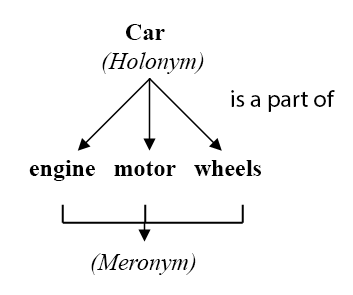 Car
(Holonym)
is a part of
engine motor wheels
(Meronym)